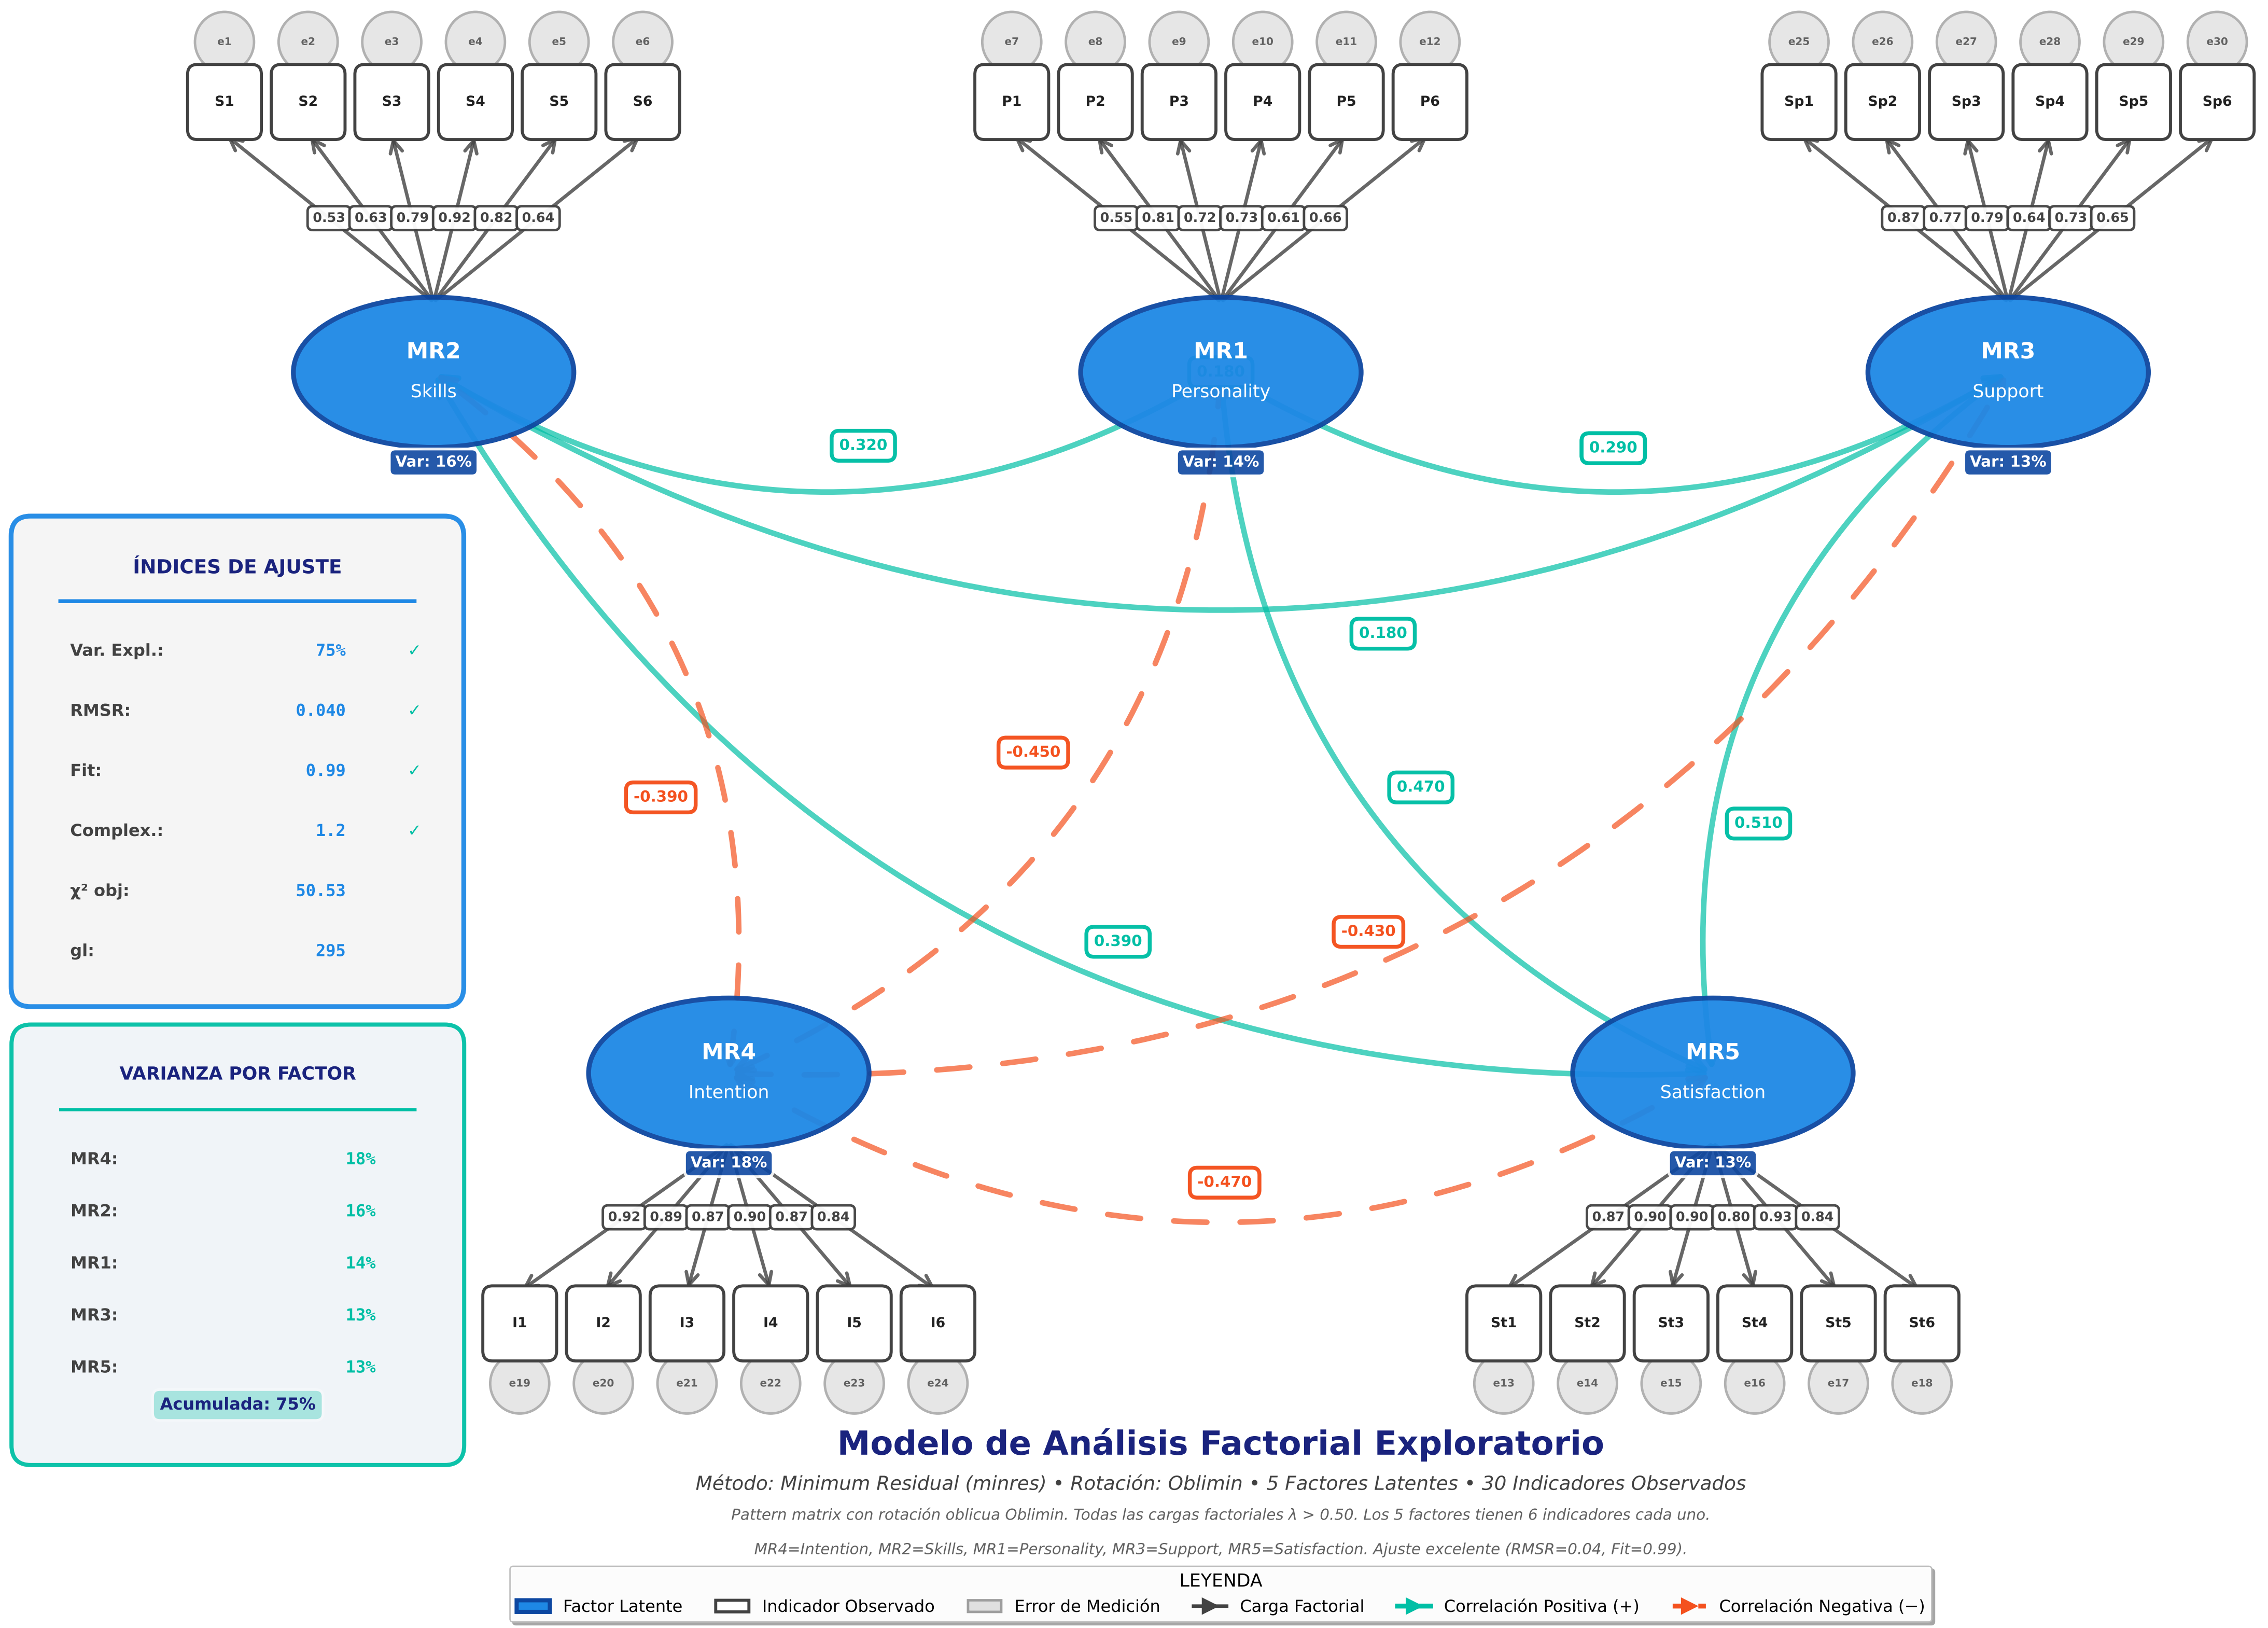 e1 e2 e3 e4 e5 e6 e7 e8 e9 e10 e11 e12 e25 e26 e27 e28 e29 e30
S1 S2 S3 S4 S5 S6 P1 P2 P3 P4 P5 P6 Sp1 Sp2 Sp3 Sp4 Sp5 Sp6
0.53 0.63 0.79 0.92 0.82 0.64 0.55 0.81 0.72 0.73 0.61 0.66 0.87 0.77 0.79 0.64 0.73 0.65
MR2 MR1 MR3
0.180
Skills Personality Support
0.320 0.290
Var: 16% Var: 14% Var: 13%
0.180
-0.450
0.470
-0.390
0.510
-0.430
0.390
ÍNDICES DE AJUSTE
Var. Expl.: 75% ✓
RMSR: 0.040 ✓
Fit: 0.99 ✓
Complex.: 1.2 ✓
χ² obj: 50.53
gl: 295
VARIANZA POR FACTOR
MR4: 18%
MR2: 16%
MR1: 14%
MR3: 13%
MR5: 13%
Acumulada: 75%
MR4 MR5
Intention Satisfaction
Var: 18% Var: 13%
-0.470
0.92 0.89 0.87 0.90 0.87 0.84 0.87 0.90 0.90 0.80 0.93 0.84
I1 I2 I3 I4 I5 I6 St1 St2 St3 St4 St5 St6
e19 e20 e21 e22 e23 e24 e13 e14 e15 e16 e17 e18
Modelo de Análisis Factorial Exploratorio
Método: Minimum Residual (minres) • Rotación: Oblimin • 5 Factores Latentes • 30 Indicadores Observados
Pattern matrix con rotación oblicua Oblimin. Todas las cargas factoriales λ > 0.50. Los 5 factores tienen 6 indicadores cada uno.
MR4=Intention, MR2=Skills, MR1=Personality, MR3=Support, MR5=Satisfaction. Ajuste excelente (RMSR=0.04, Fit=0.99).
LEYENDA
Factor Latente Indicador Observado Error de Medición Carga Factorial Correlación Positiva (+) Correlación Negativa (−)